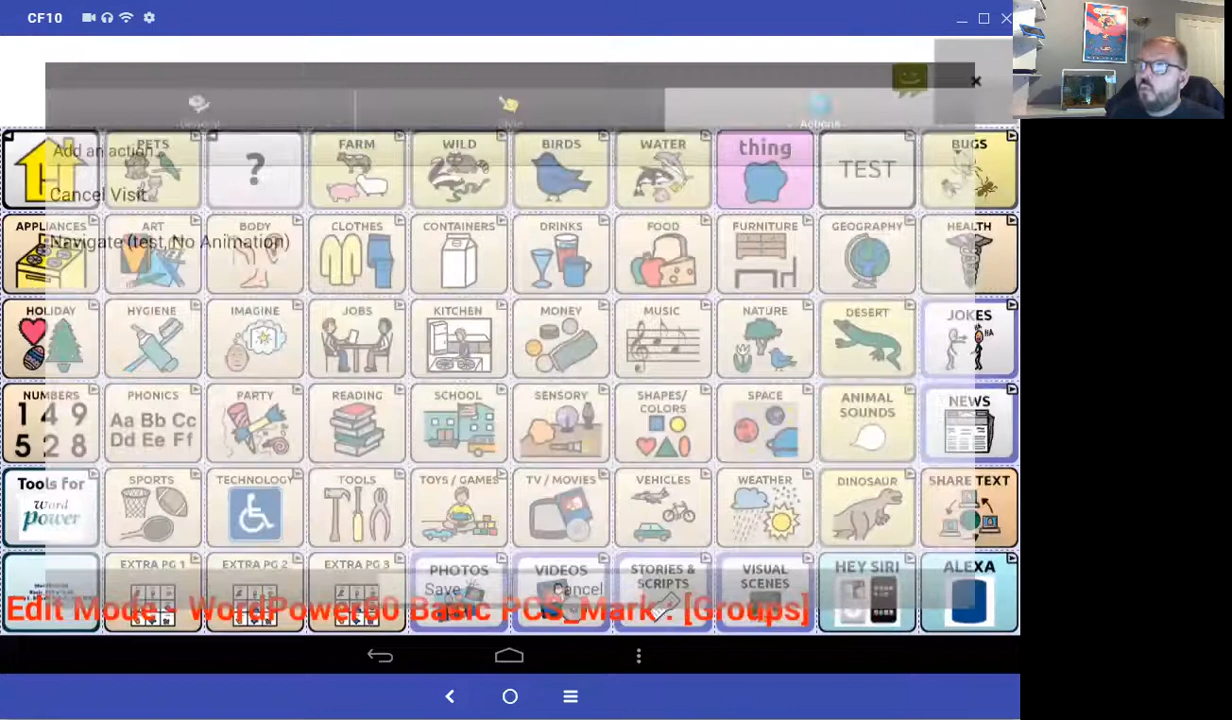 CF10
General
Actions
Add an action...
Cancel Visit
Navigate (test, No Animation)
PETS
?
FARM
WILD
BIRDS
WATER
thing
TEST
BUGS
APPLIANCES
ART
BODY
CLOTHES
CONTAINERS
DRINKS
FOOD
FURNITURE
GEOGRAPHY
HEALTH
HOLIDAY
HYGIENE
IMAGINE
JOBS
KITCHEN
MONEY
MUSIC
NATURE
DESERT
JOKES
HA
HA
NUMBERS
1 4 9
5 2 8
PHONICS
Aa Bb Cc
Dd Ee Ff
PARTY
READING
SCHOOL
SENSORY
SHAPES/
COLORS
SPACE
ANIMAL
SOUNDS
NEWS
Tools for
Word
Power
SPORTS
TECHNOLOGY
TOOLS
TOYS / GAMES
TV / MOVIES
VEHICLES
WEATHER
DINOSAUR
SHARE TEXT
EXTRA PG 1
EXTRA PG 2
EXTRA PG 3
PHOTOS
VIDEOS
STORIES &
SCRIPTS
VISUAL
SCENES
HEY SIRI
ALEXA
Save
Cancel
Edit Mode - WordPower60 Basic PCS_Mark : [Groups]